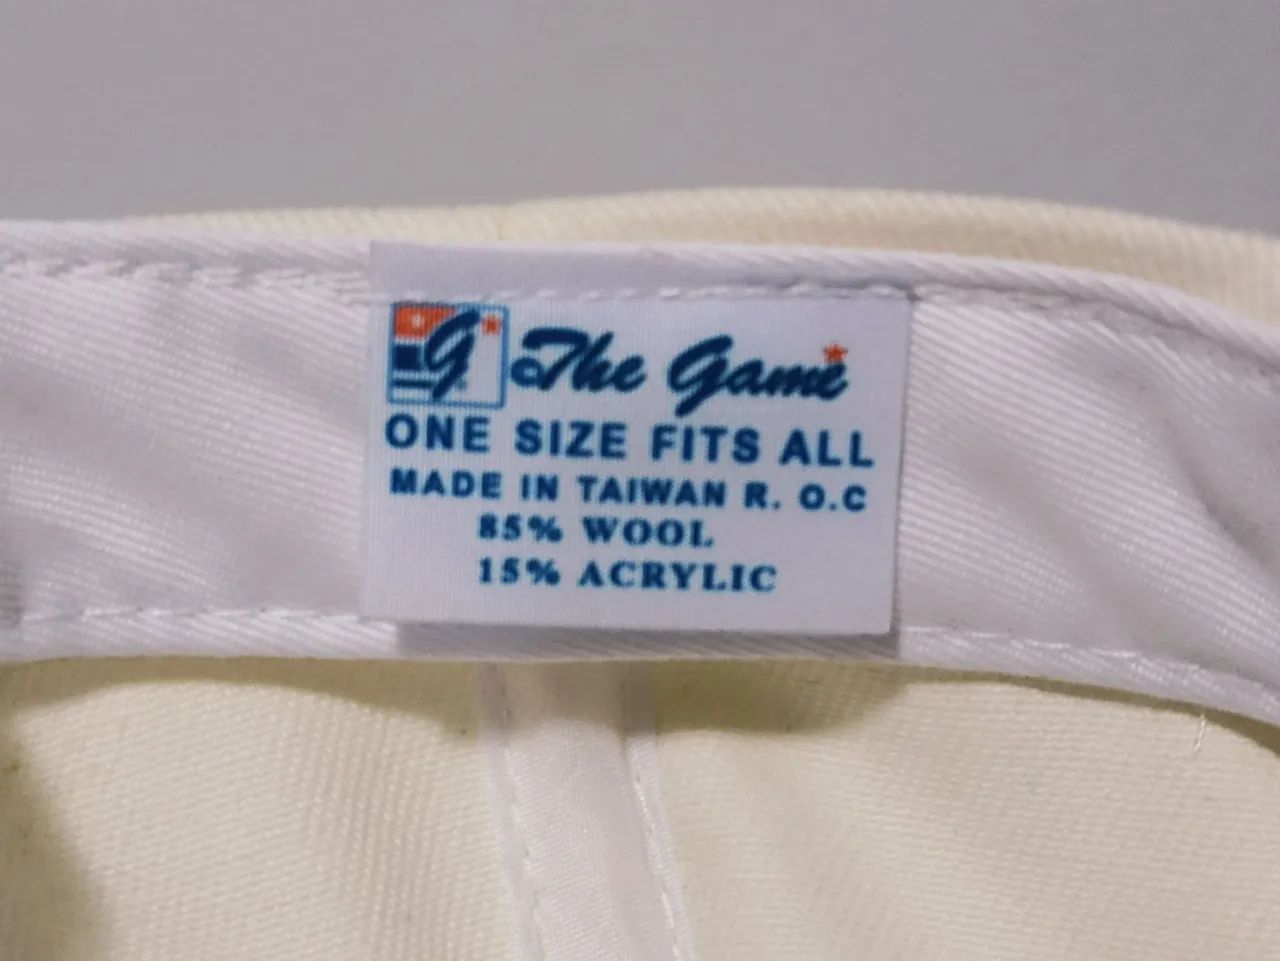 G The Game
ONE SIZE FITS ALL
MADE IN TAIWAN R. O.C
85% WOOL
15% ACRYLIC